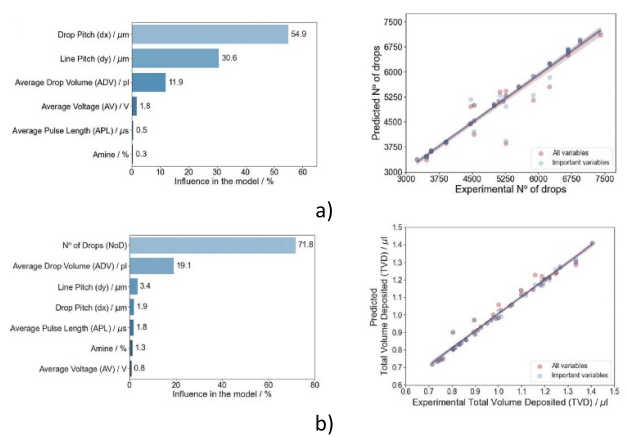 Drop Pitch (dx) / µm
54.9
Line Pitch (dy) / µm
30.6
Average Drop Volume (ADV) / pl
11.9
Average Voltage (AV) / V
1.8
Average Pulse Length (APL) / µs
0.5
Amine / %
0.3
0 10 20 30 40 50 60
Influence in the model / %
Predicted Nº of drops
7500
6750
6000
5250
4500
3750
3000
All variables
Important variables
3000 3750 4500 5250 6000 6750 7500
Experimental Nº of drops
a)
Nº of Drops (NoD)
71.8
Average Drop Volume (ADV) / pl
19.1
Line Pitch (dy) / µm
3.4
Drop Pitch (dx) / µm
1.9
Average Pulse Length (APL) / µs
1.8
Amine / %
1.3
Average Voltage (AV) / V
0.8
0 20 40 60 80
Influence in the model / %
Predicted
Total Volume Deposited (TVD) / µl
1.5
1.4
1.3
1.2
1.1
1.0
0.9
0.8
0.7
0.6
All variables
Important variables
0.6 0.7 0.8 0.9 1.0 1.1 1.2 1.3 1.4 1.5
Experimental Total Volume Deposited (TVD) / µl
b)